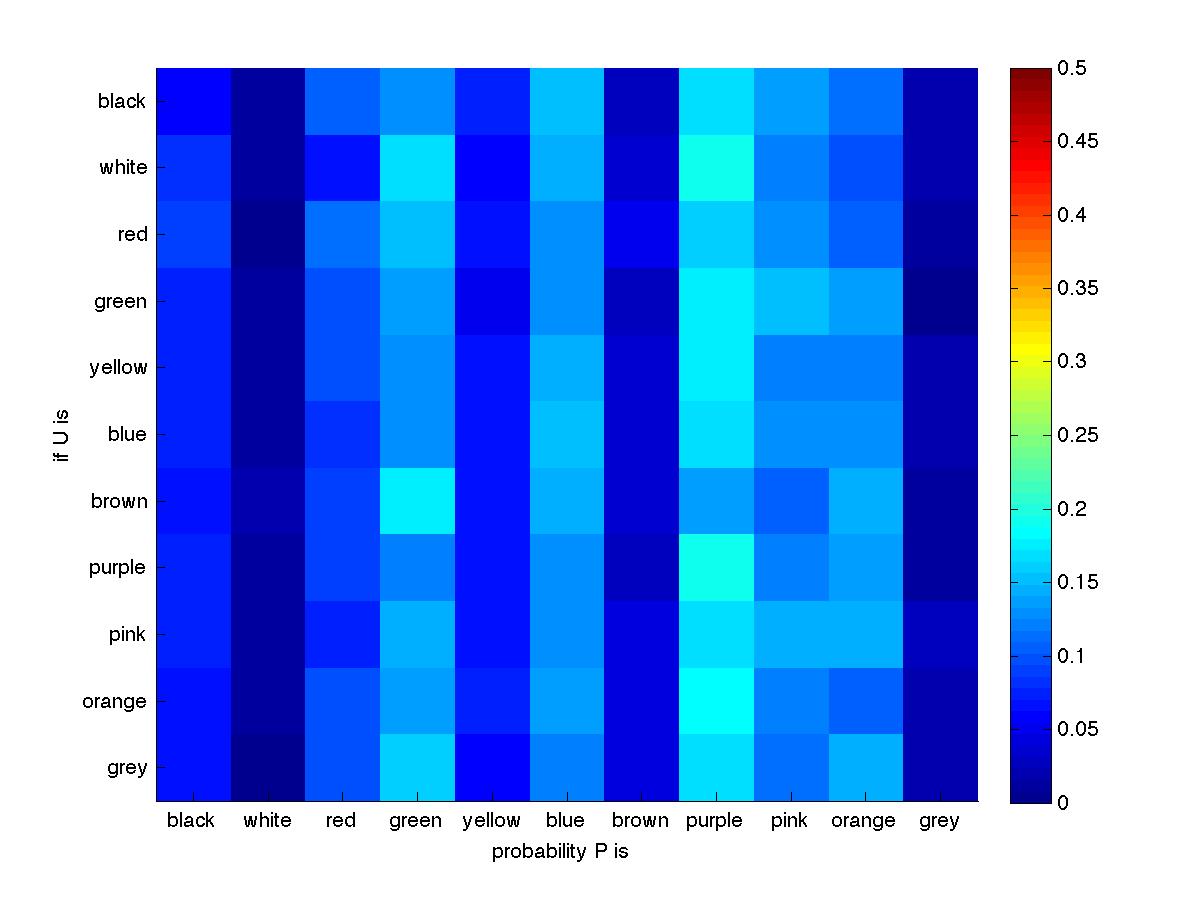 black
white
red
green
yellow
blue
brown
purple
pink
orange
grey
if U is
black white red green yellow blue brown purple pink orange grey
probability P is
0.5
0.45
0.4
0.35
0.3
0.25
0.2
0.15
0.1
0.05
0